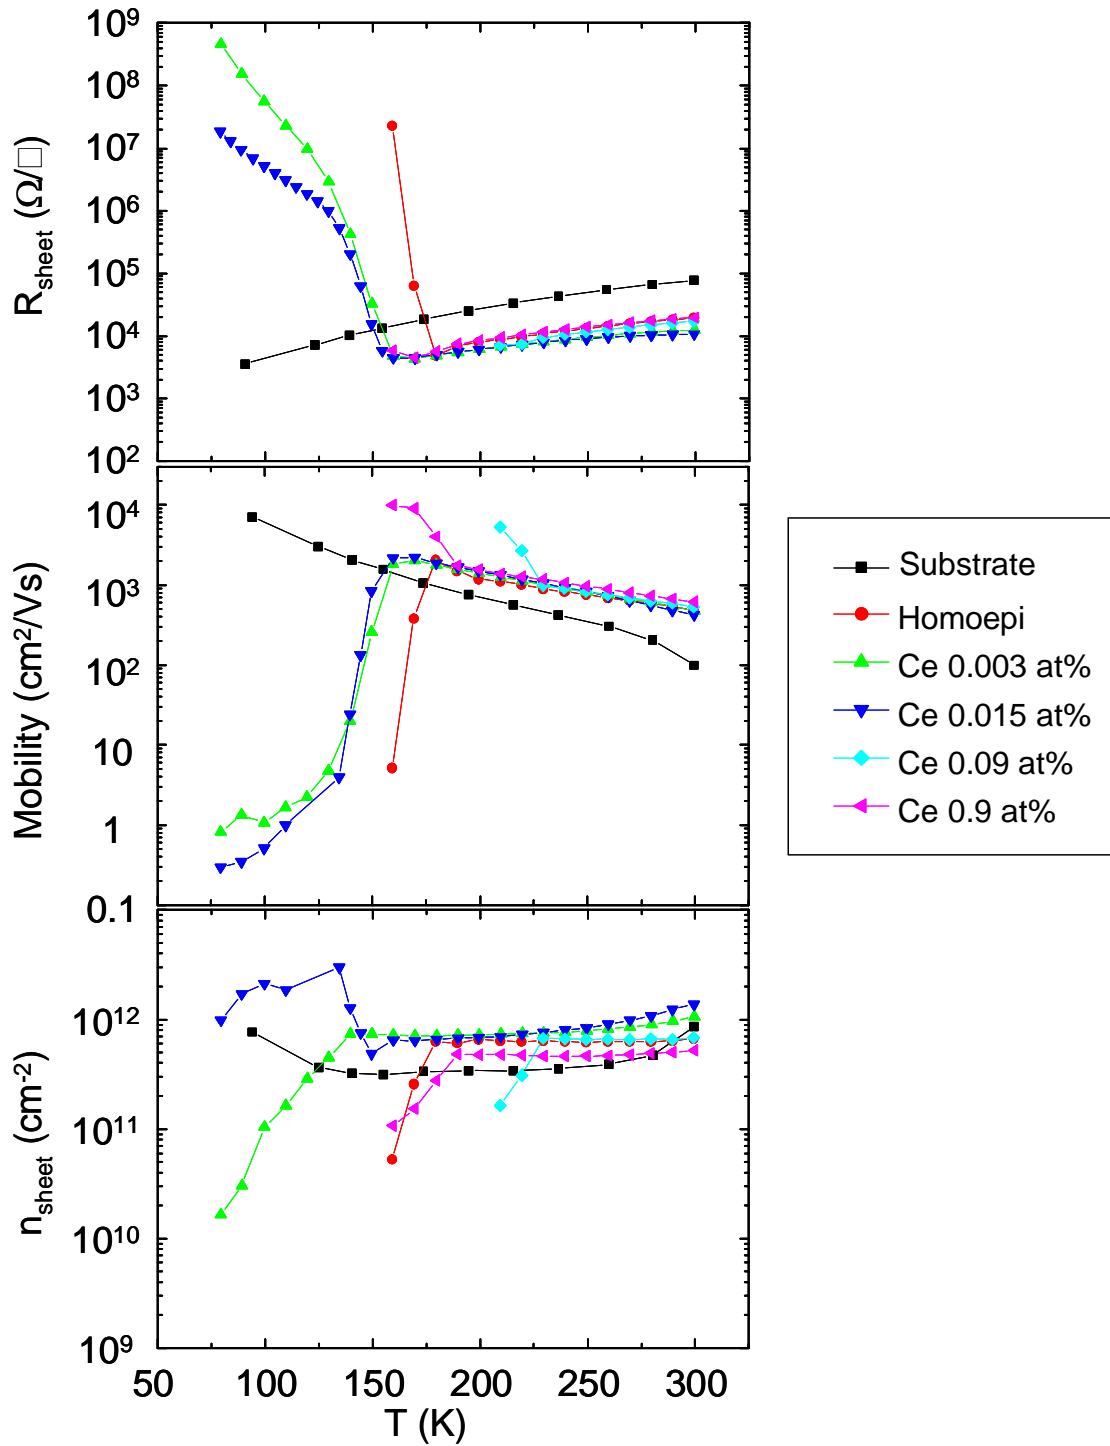 10⁹
10⁸
10⁷
10⁶
10⁵
10⁴
10³
10²
R_sheet (Ω/□)
10⁴
10³
10²
10
1
0.1
Mobility (cm²/Vs)
10¹²
10¹¹
10¹⁰
10⁹
n_sheet (cm⁻²)
50 100 150 200 250 300
T (K)
Substrate
Homoepi
Ce 0.003 at%
Ce 0.015 at%
Ce 0.09 at%
Ce 0.9 at%